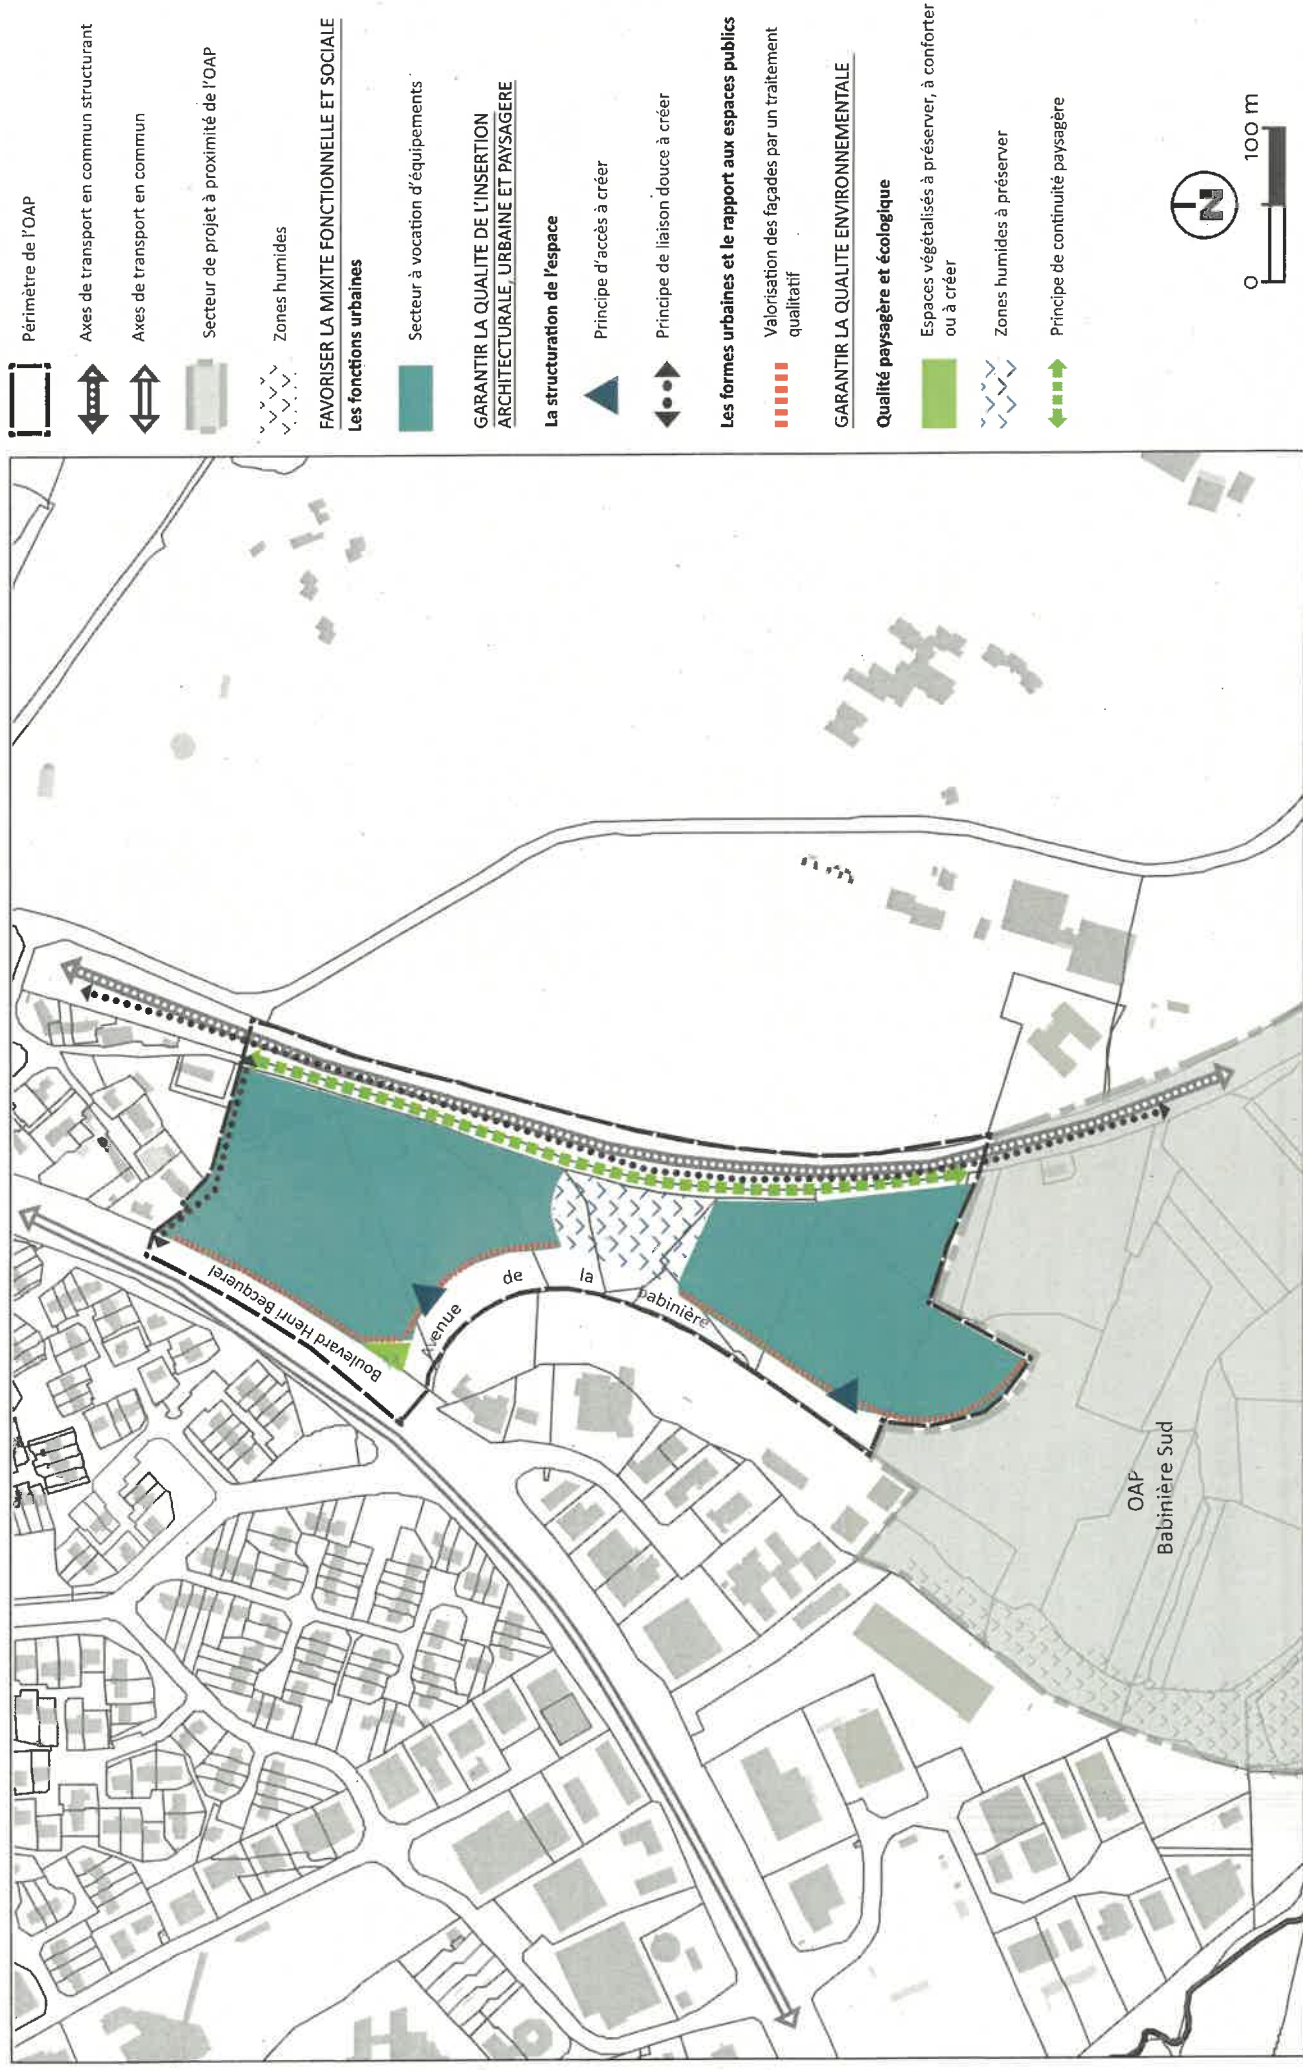 Périmètre de l'OAP
Axes de transport en commun structurant
Axes de transport en commun
Secteur de projet à proximité de l'OAP
Zones humides
FAVORISER LA MIXITE FONCTIONNELLE ET SOCIALE
Les fonctions urbaines
Secteur à vocation d'équipements
GARANTIR LA QUALITE DE L'INSERTION
ARCHITECTURALE, URBAINE ET PAYSAGERE
La structuration de l'espace
Principe d'accès à créer
Principe de liaison douce à créer
Les formes urbaines et le rapport aux espaces publics
Valorisation des façades par un traitement
qualitatif
GARANTIR LA QUALITE ENVIRONNEMENTALE
Qualité paysagère et écologique
Espaces végétalisés à préserver, à conforter
ou à créer
Zones humides à préserver
Principe de continuité paysagère
N
0 100 m
Boulevard Henri Becquerel
Avenue
de
la
babinière
OAP
Babinière Sud